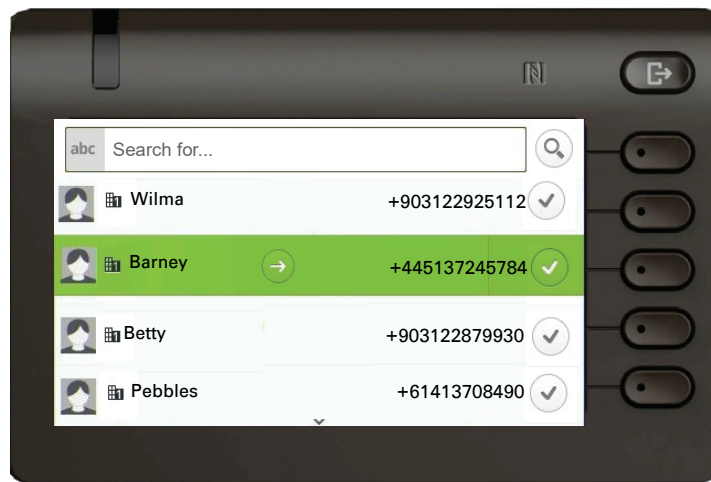 abc Search for...
Wilma +903122925112
Barney +445137245784
Betty +903122879930
Pebbles +61413708490